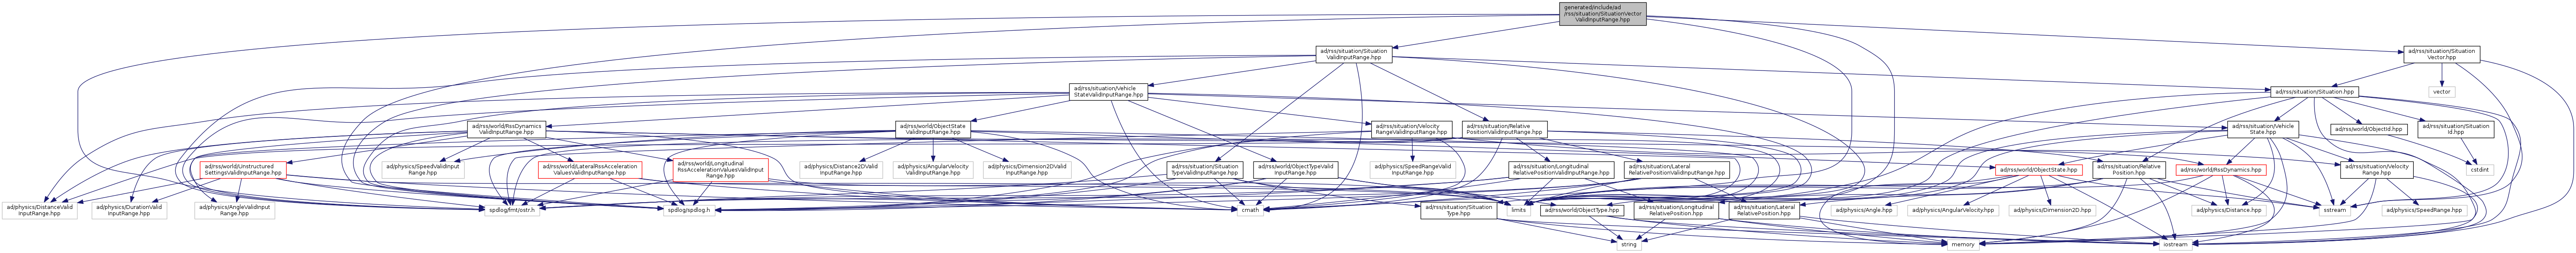 generated/include/ad
/rss/situation/SituationVector
ValidInputRange.hpp
ad/rss/situation/Situation
ValidInputRange.hpp
ad/rss/situation/Situation
Vector.hpp
ad/rss/situation/Vehicle
StateValidInputRange.hpp
ad/rss/situation/Situation.hpp
vector
ad/rss/world/RssDynamics
ValidInputRange.hpp
ad/rss/world/ObjectState
ValidInputRange.hpp
ad/rss/situation/Velocity
RangeValidInputRange.hpp
ad/rss/situation/Relative
PositionValidInputRange.hpp
ad/rss/situation/Vehicle
State.hpp
ad/rss/world/ObjectId.hpp
ad/rss/situation/Situation
Id.hpp
ad/rss/world/Unstructured
SettingsValidInputRange.hpp
ad/physics/SpeedValidInput
Range.hpp
ad/rss/world/LateralRssAcceleration
ValuesValidInputRange.hpp
ad/rss/world/Longitudinal
RssAccelerationValuesValidInput
Range.hpp
ad/physics/Distance2DValid
InputRange.hpp
ad/physics/AngularVelocity
ValidInputRange.hpp
ad/physics/Dimension2DValid
InputRange.hpp
ad/rss/situation/Situation
TypeValidInputRange.hpp
ad/rss/world/ObjectTypeValid
InputRange.hpp
ad/physics/SpeedRangeValid
InputRange.hpp
ad/rss/situation/Longitudinal
RelativePositionValidInputRange.hpp
ad/rss/situation/Lateral
RelativePositionValidInputRange.hpp
ad/rss/world/ObjectState.hpp
ad/rss/situation/Relative
Position.hpp
ad/rss/world/RssDynamics.hpp
ad/rss/situation/Velocity
Range.hpp
cstdint
ad/physics/DistanceValid
InputRange.hpp
ad/physics/DurationValid
InputRange.hpp
ad/physics/AngleValidInput
Range.hpp
spdlog/fmt/ostr.h
spdlog/spdlog.h
cmath
ad/rss/situation/Situation
Type.hpp
limits
ad/rss/world/ObjectType.hpp
ad/rss/situation/Longitudinal
RelativePosition.hpp
ad/rss/situation/Lateral
RelativePosition.hpp
ad/physics/Angle.hpp
ad/physics/AngularVelocity.hpp
ad/physics/Dimension2D.hpp
ad/physics/Distance.hpp
sstream
ad/physics/SpeedRange.hpp
string
memory
iostream